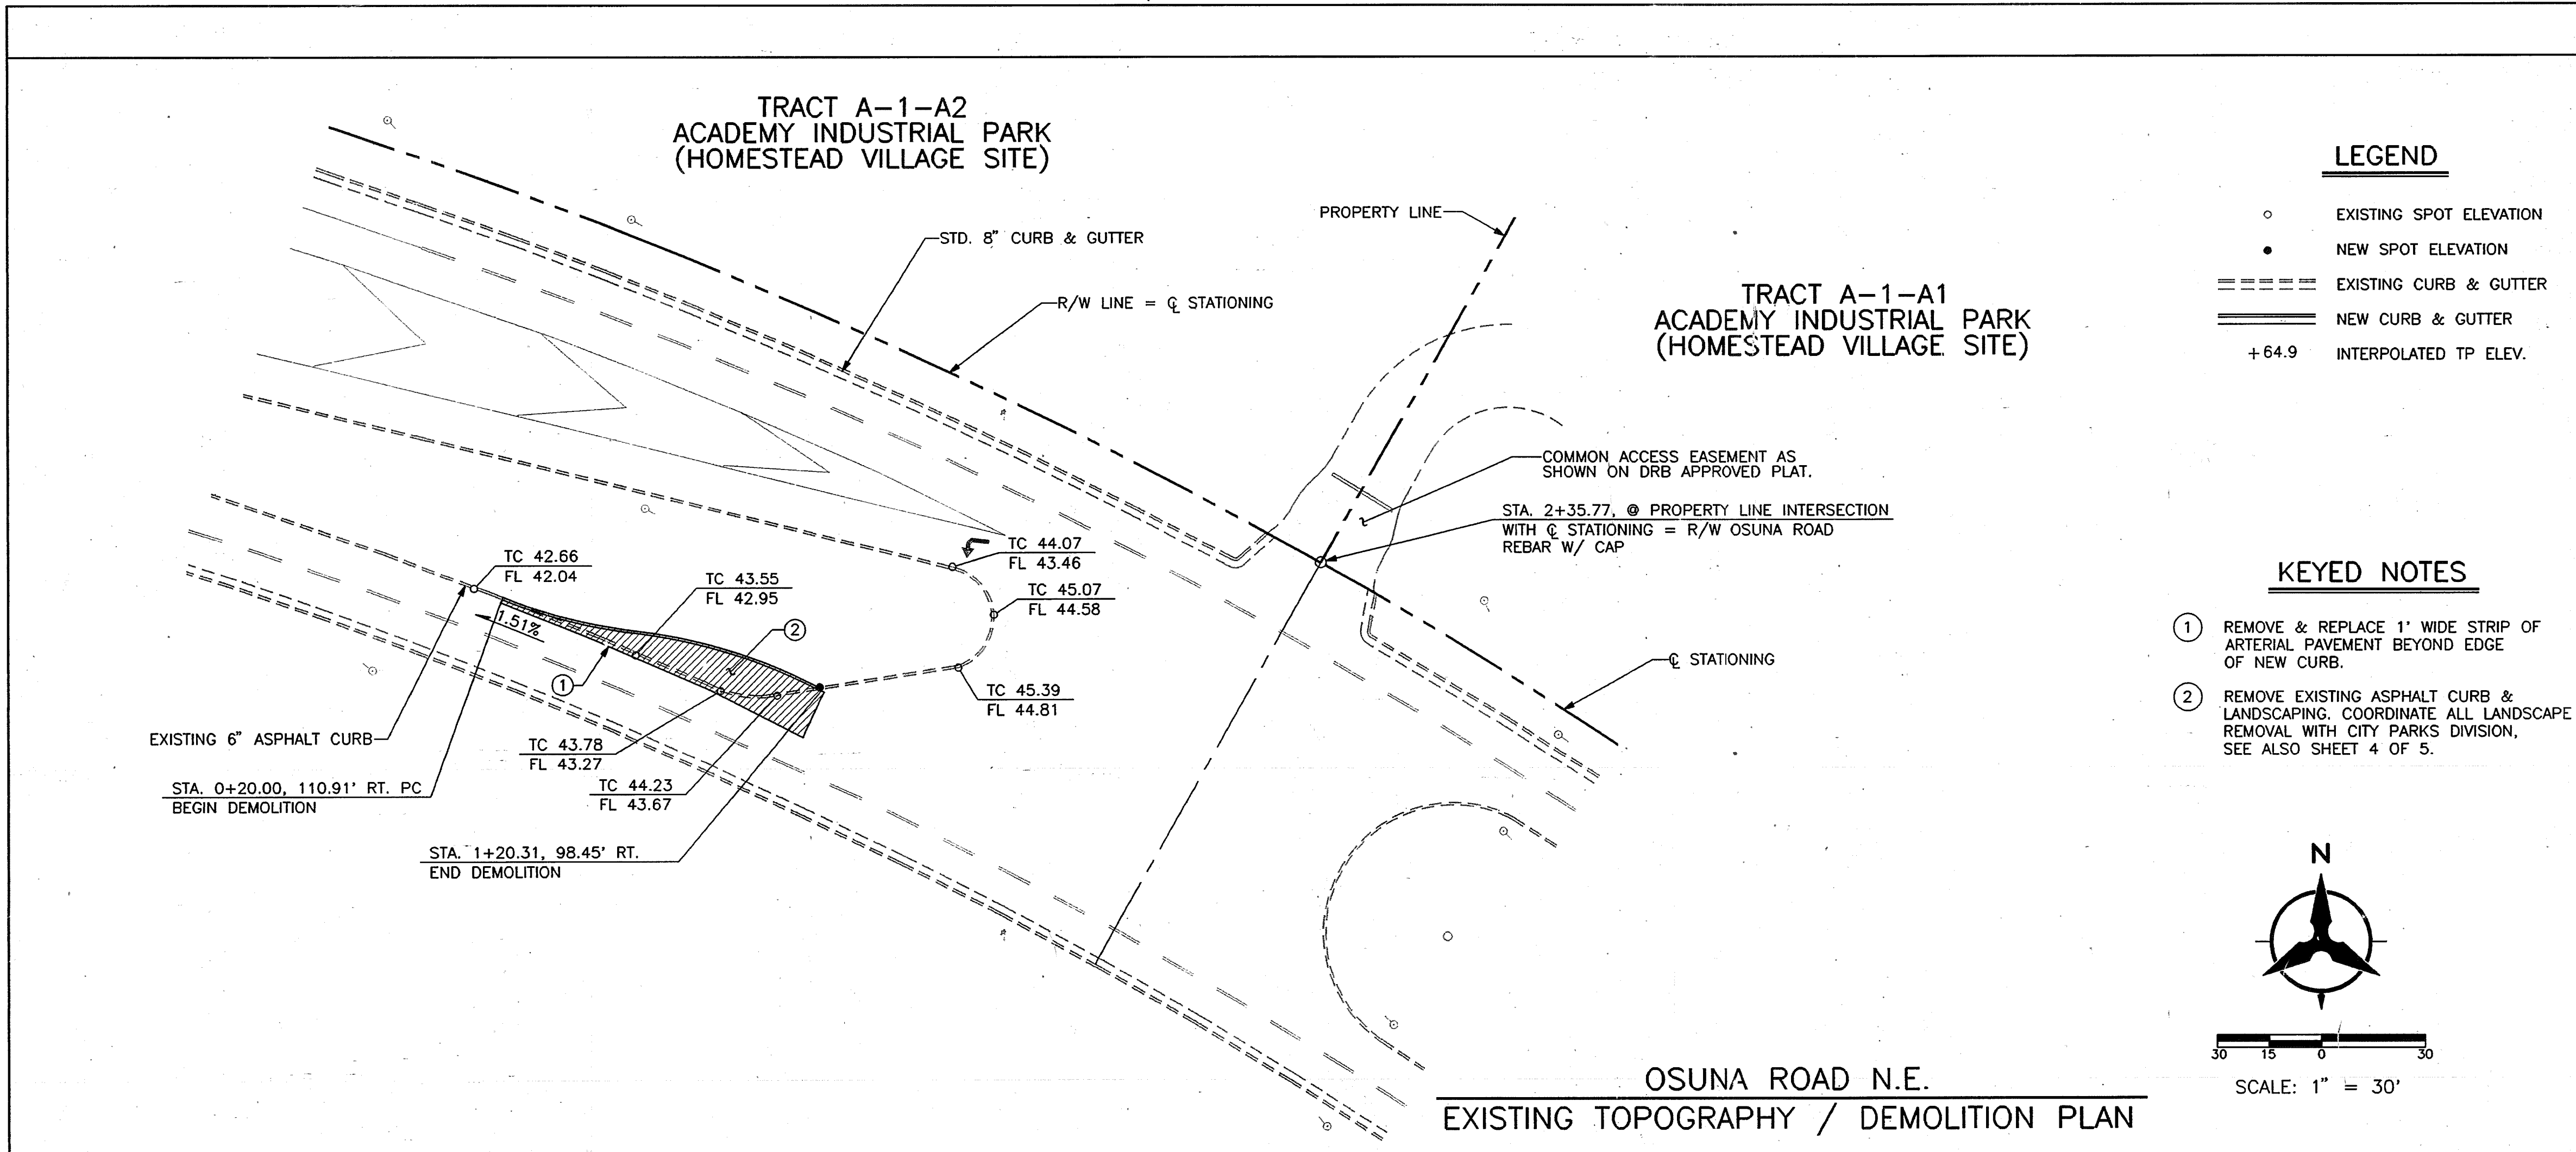 TRACT A-1-A2
ACADEMY INDUSTRIAL PARK
(HOMESTEAD VILLAGE SITE)
STD. 8" CURB & GUTTER
R/W LINE = ℄ STATIONING
PROPERTY LINE
TRACT A-1-A1
ACADEMY INDUSTRIAL PARK
(HOMESTEAD VILLAGE SITE)
COMMON ACCESS EASEMENT AS
SHOWN ON DRB APPROVED PLAT.
STA. 2+35.77, @ PROPERTY LINE INTERSECTION
WITH ℄ STATIONING = R/W OSUNA ROAD
REBAR W/ CAP
℄ STATIONING
TC 42.66
FL 42.04
TC 43.55
FL 42.95
TC 44.07
FL 43.46
TC 45.07
FL 44.58
TC 45.39
FL 44.81
1.51%
1
2
EXISTING 6" ASPHALT CURB
TC 43.78
FL 43.27
TC 44.23
FL 43.67
STA. 0+20.00, 110.91' RT. PC
BEGIN DEMOLITION
STA. 1+20.31, 98.45' RT.
END DEMOLITION
LEGEND
EXISTING SPOT ELEVATION
NEW SPOT ELEVATION
EXISTING CURB & GUTTER
NEW CURB & GUTTER
+64.9 INTERPOLATED TP ELEV.
KEYED NOTES
1 REMOVE & REPLACE 1' WIDE STRIP OF
ARTERIAL PAVEMENT BEYOND EDGE
OF NEW CURB.
2 REMOVE EXISTING ASPHALT CURB &
LANDSCAPING. COORDINATE ALL LANDSCAPE
REMOVAL WITH CITY PARKS DIVISION,
SEE ALSO SHEET 4 OF 5.
N
30 15 0 30
SCALE: 1" = 30'
OSUNA ROAD N.E.
EXISTING TOPOGRAPHY / DEMOLITION PLAN